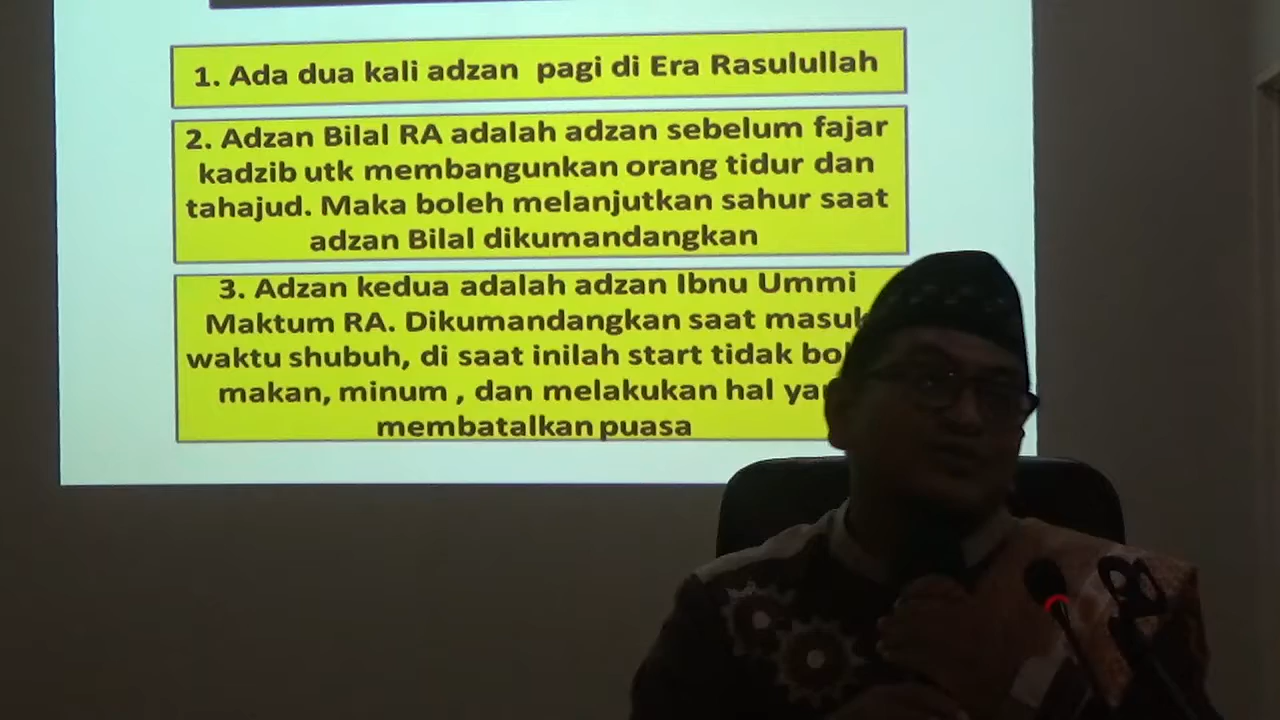 1. Ada dua kali adzan pagi di Era Rasulullah
2. Adzan Bilal RA adalah adzan sebelum fajar
kadzib utk membangunkan orang tidur dan
tahajud. Maka boleh melanjutkan sahur saat
adzan Bilal dikumandangkan
3. Adzan kedua adalah adzan Ibnu Ummi
Maktum RA. Dikumandangkan saat masuk
waktu shubuh, di saat inilah start tidak
makan, minum , dan melakukan hal
membatalkan puasa